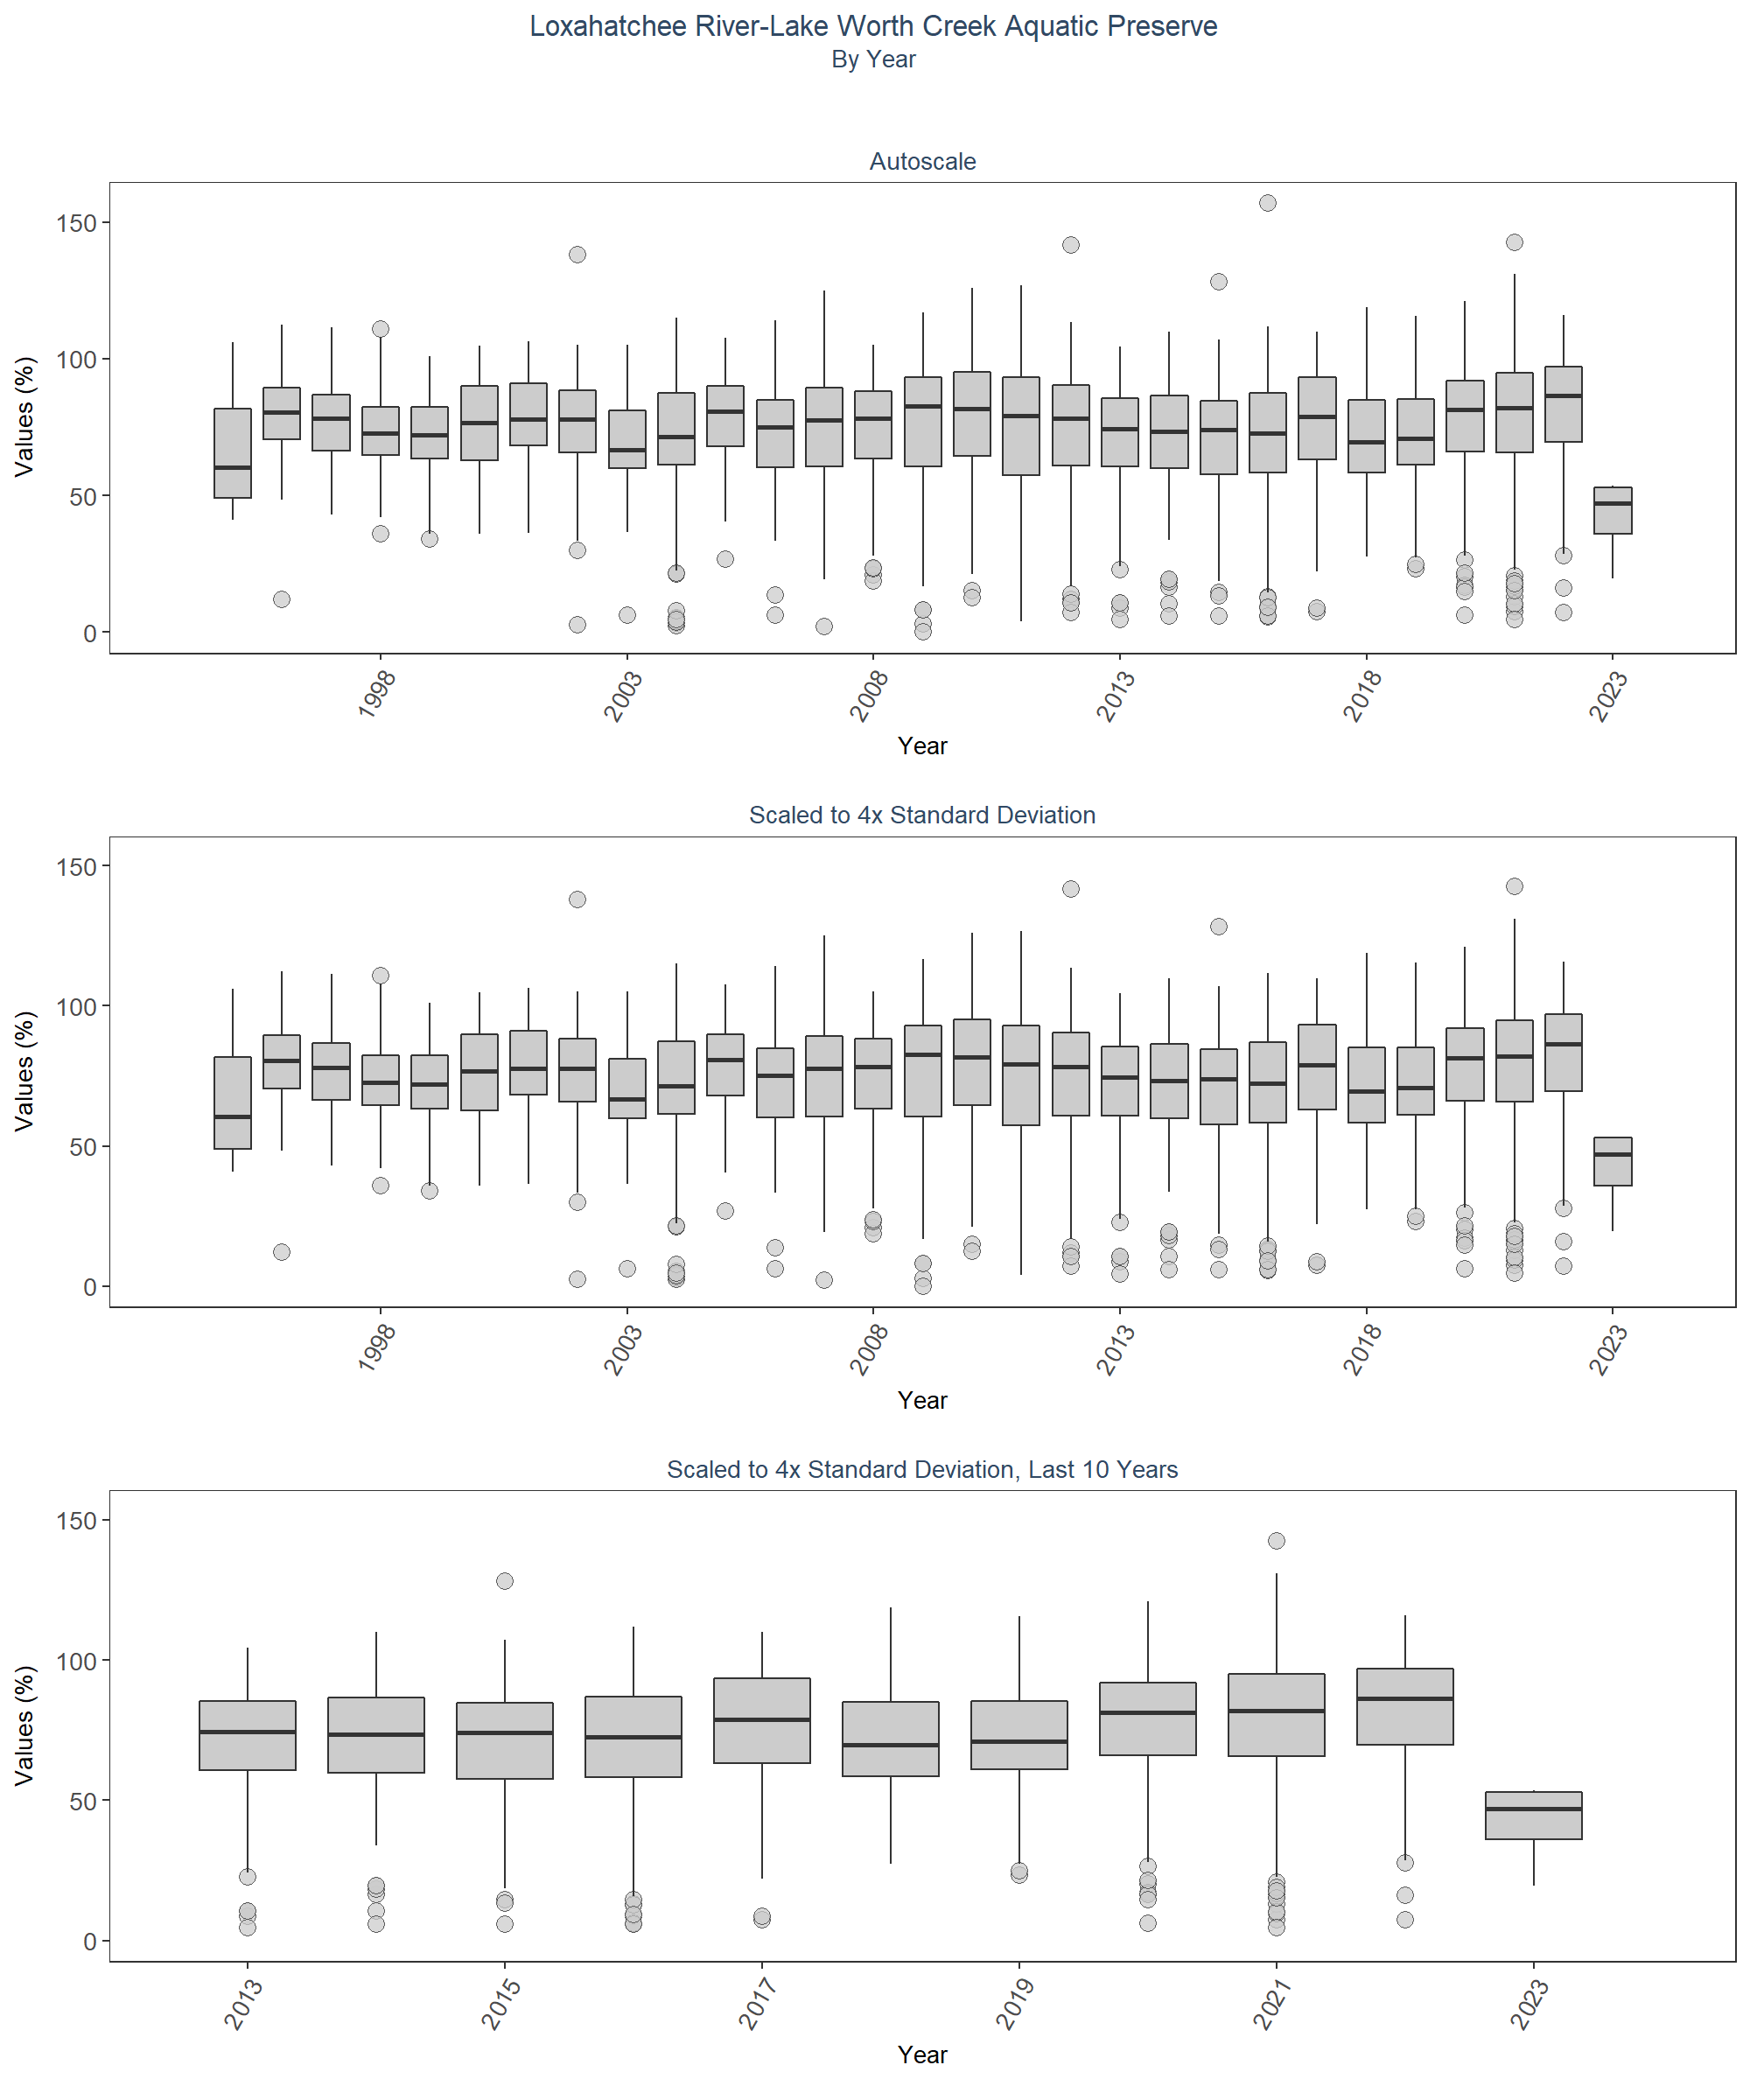 Loxahatchee River-Lake Worth Creek Aquatic Preserve
By Year
Autoscale
Values (%)
150
100
50
0
1998 2003 2008 2013 2018 2023
Year
Scaled to 4x Standard Deviation
Values (%)
150
100
50
0
1998 2003 2008 2013 2018 2023
Year
Scaled to 4x Standard Deviation, Last 10 Years
Values (%)
150
100
50
0
2013 2015 2017 2019 2021 2023
Year